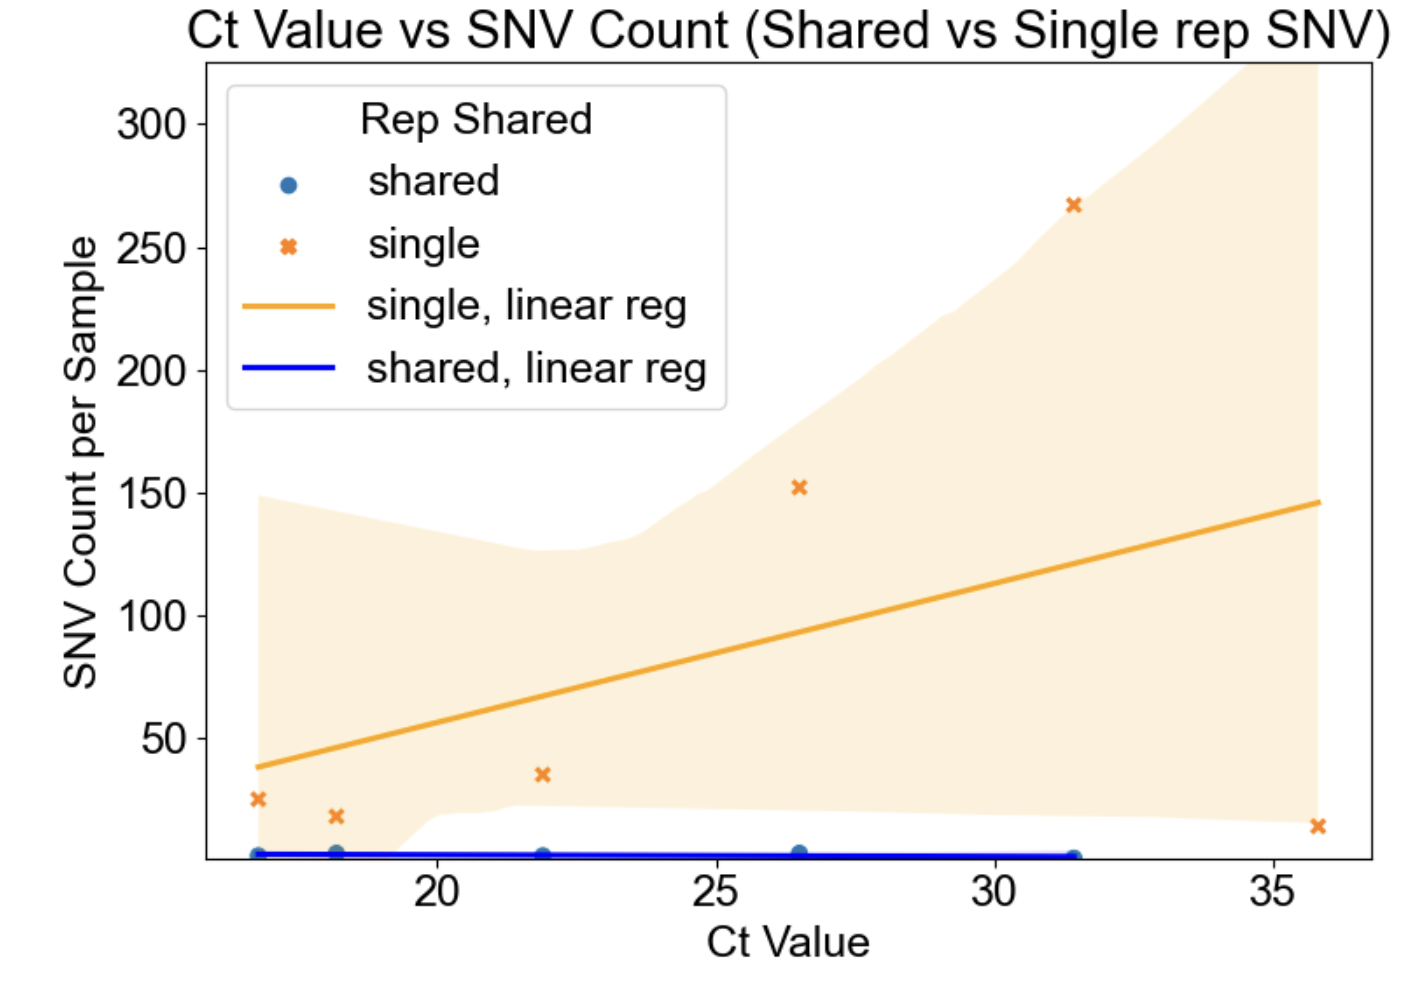 Ct Value vs SNV Count (Shared vs Single rep SNV)
Rep Shared
shared
single
single, linear reg
shared, linear reg
SNV Count per Sample
300
250
200
150
100
50
20 25 30 35
Ct Value